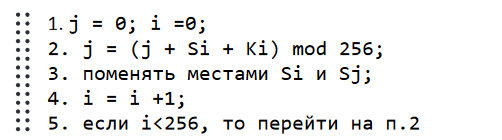 1. j = 0; i =0;
2. j = (j + Si + Ki) mod 256;
3. поменять местами Si и Sj;
4. i = i +1;
5. если i<256, то перейти на п.2